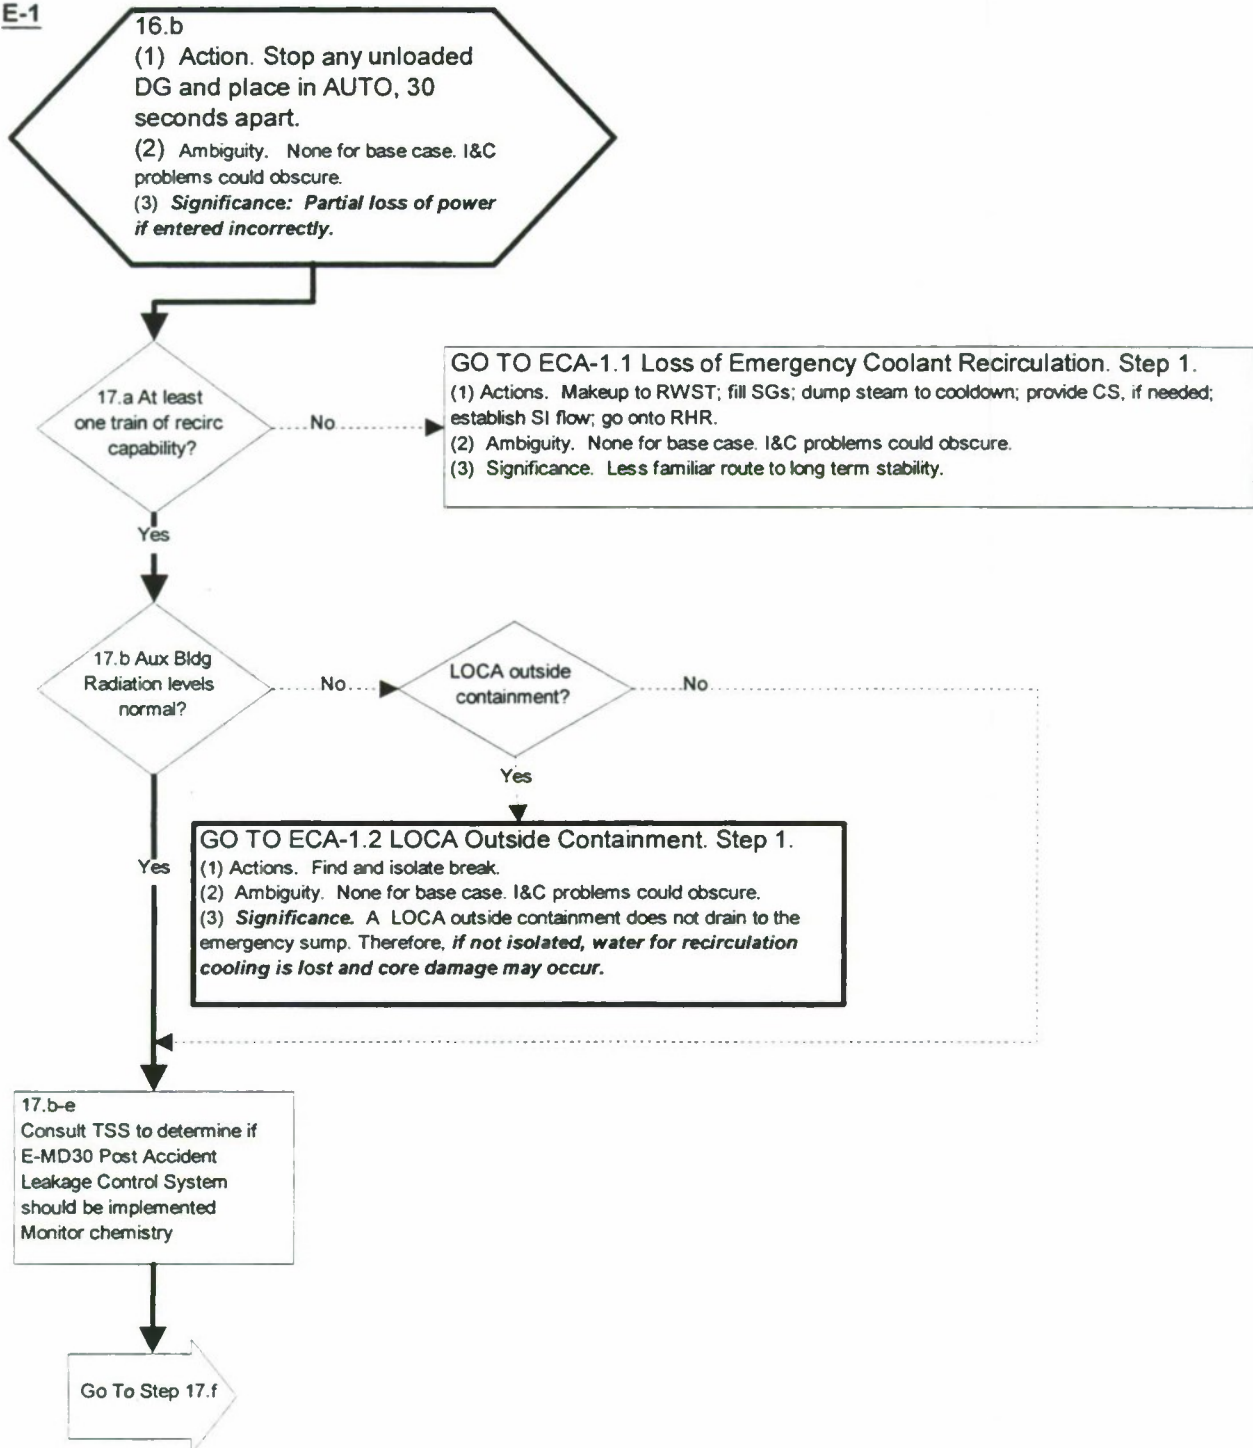 E-1
16.b
(1) Action. Stop any unloaded
DG and place in AUTO, 30
seconds apart.
(2) Ambiguity. None for base case. I&C
problems could obscure.
(3) Significance: Partial loss of power
if entered incorrectly.
17.a At least
one train of recirc
capability?
No
GO TO ECA-1.1 Loss of Emergency Coolant Recirculation. Step 1.
(1) Actions. Makeup to RWST; fill SGs; dump steam to cooldown; provide CS, if needed;
establish SI flow; go onto RHR.
(2) Ambiguity. None for base case. I&C problems could obscure.
(3) Significance. Less familiar route to long term stability.
Yes
17.b Aux Bldg
Radiation levels
normal?
No
LOCA outside
containment?
No
Yes
GO TO ECA-1.2 LOCA Outside Containment. Step 1.
(1) Actions. Find and isolate break.
(2) Ambiguity. None for base case. I&C problems could obscure.
(3) Significance. A LOCA outside containment does not drain to the
emergency sump. Therefore, if not isolated, water for recirculation
cooling is lost and core damage may occur.
Yes
17.b-e
Consult TSS to determine if
E-MD30 Post Accident
Leakage Control System
should be implemented
Monitor chemistry
Go To Step 17.f